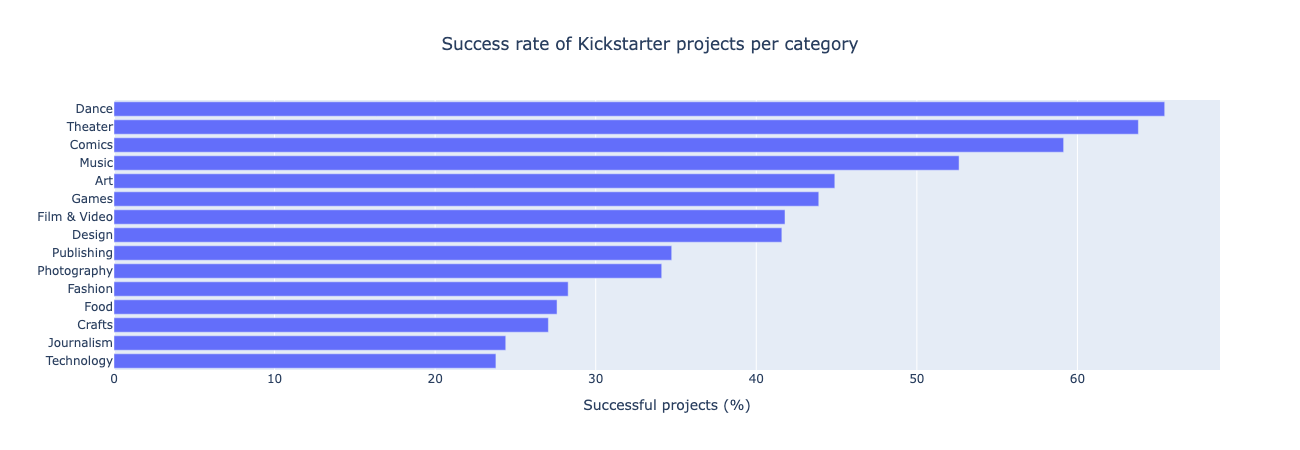 Success rate of Kickstarter projects per category
Dance
Theater
Comics
Music
Art
Games
Film & Video
Design
Publishing
Photography
Fashion
Food
Crafts
Journalism
Technology
0 10 20 30 40 50 60
Successful projects (%)